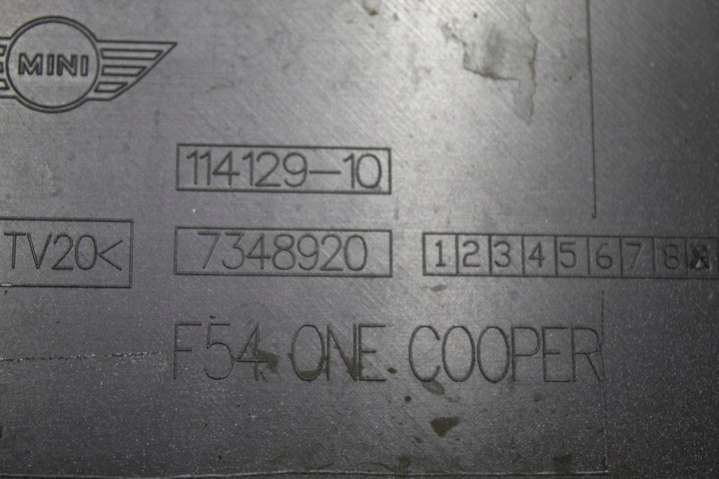 MINI
114129-10
TV20<
7348920
1 2 3 4 5 6 7 8
F54 ONE COOPER